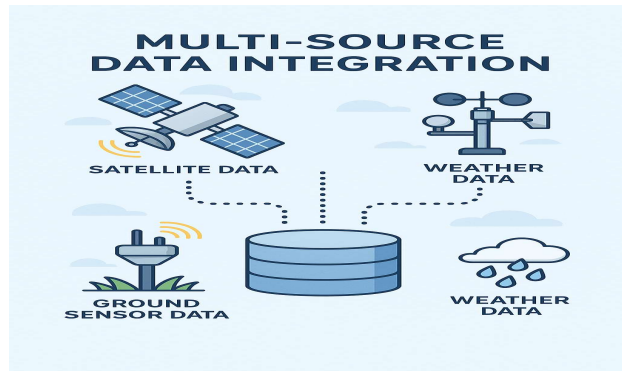 MULTI-SOURCE
DATA INTEGRATION
SATELLITE DATA
WEATHER
DATA
GROUND
SENSOR DATA
WEATHER
DATA